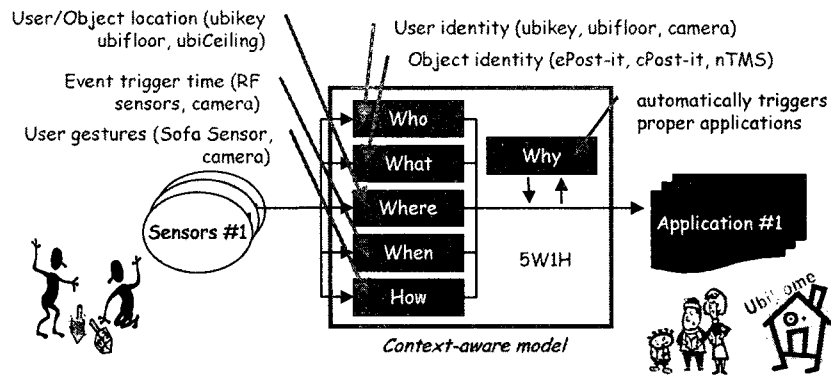 User/Object location (ubikey
ubifloor, ubiCeiling)
User identity (ubikey, ubifloor, camera)
Object identity (ePost-it, cPost-it, nTMS)
Event trigger time (RF
sensors, camera)
automatically triggers
proper applications
User gestures (Sofa Sensor,
camera)
Who
What
Why
Where
When
How
Sensors #1
Application #1
5W1H
Context-aware model